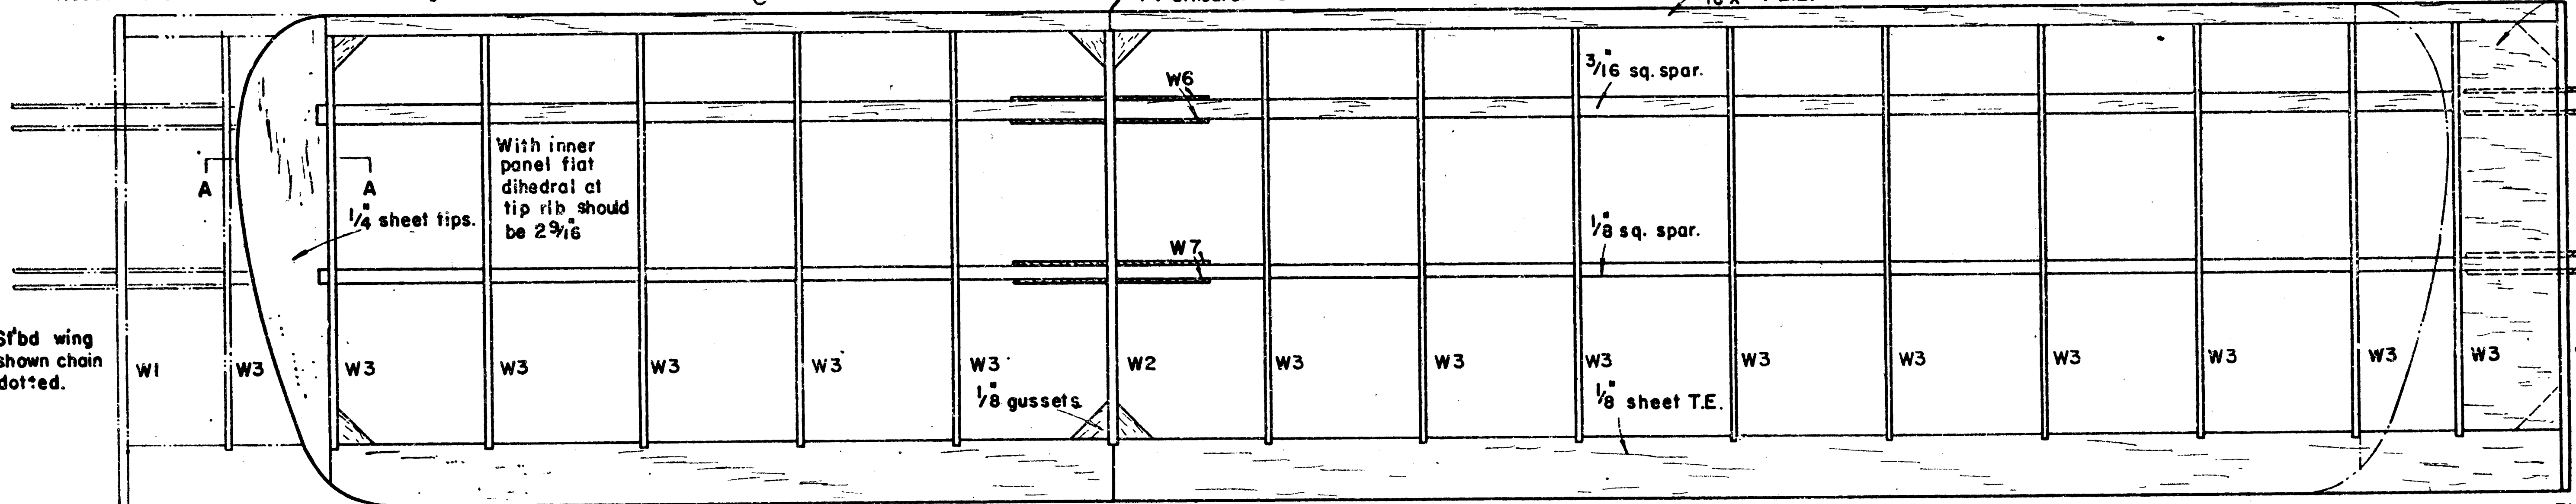 W6
3/16" sq. spar.
With inner
panel flat
dihedral at
tip rib should
be 2 9/16"
A
A
1/4" sheet tips.
W7
1/8" sq. spar.
St'bd wing
shown chain
dotted.
W1
W3
W3
W3
W3
W3
W3
W2
W3
W3
W3
W3
W3
W3
W3
W3
W3
1/8" gussets
1/8" sheet T.E.